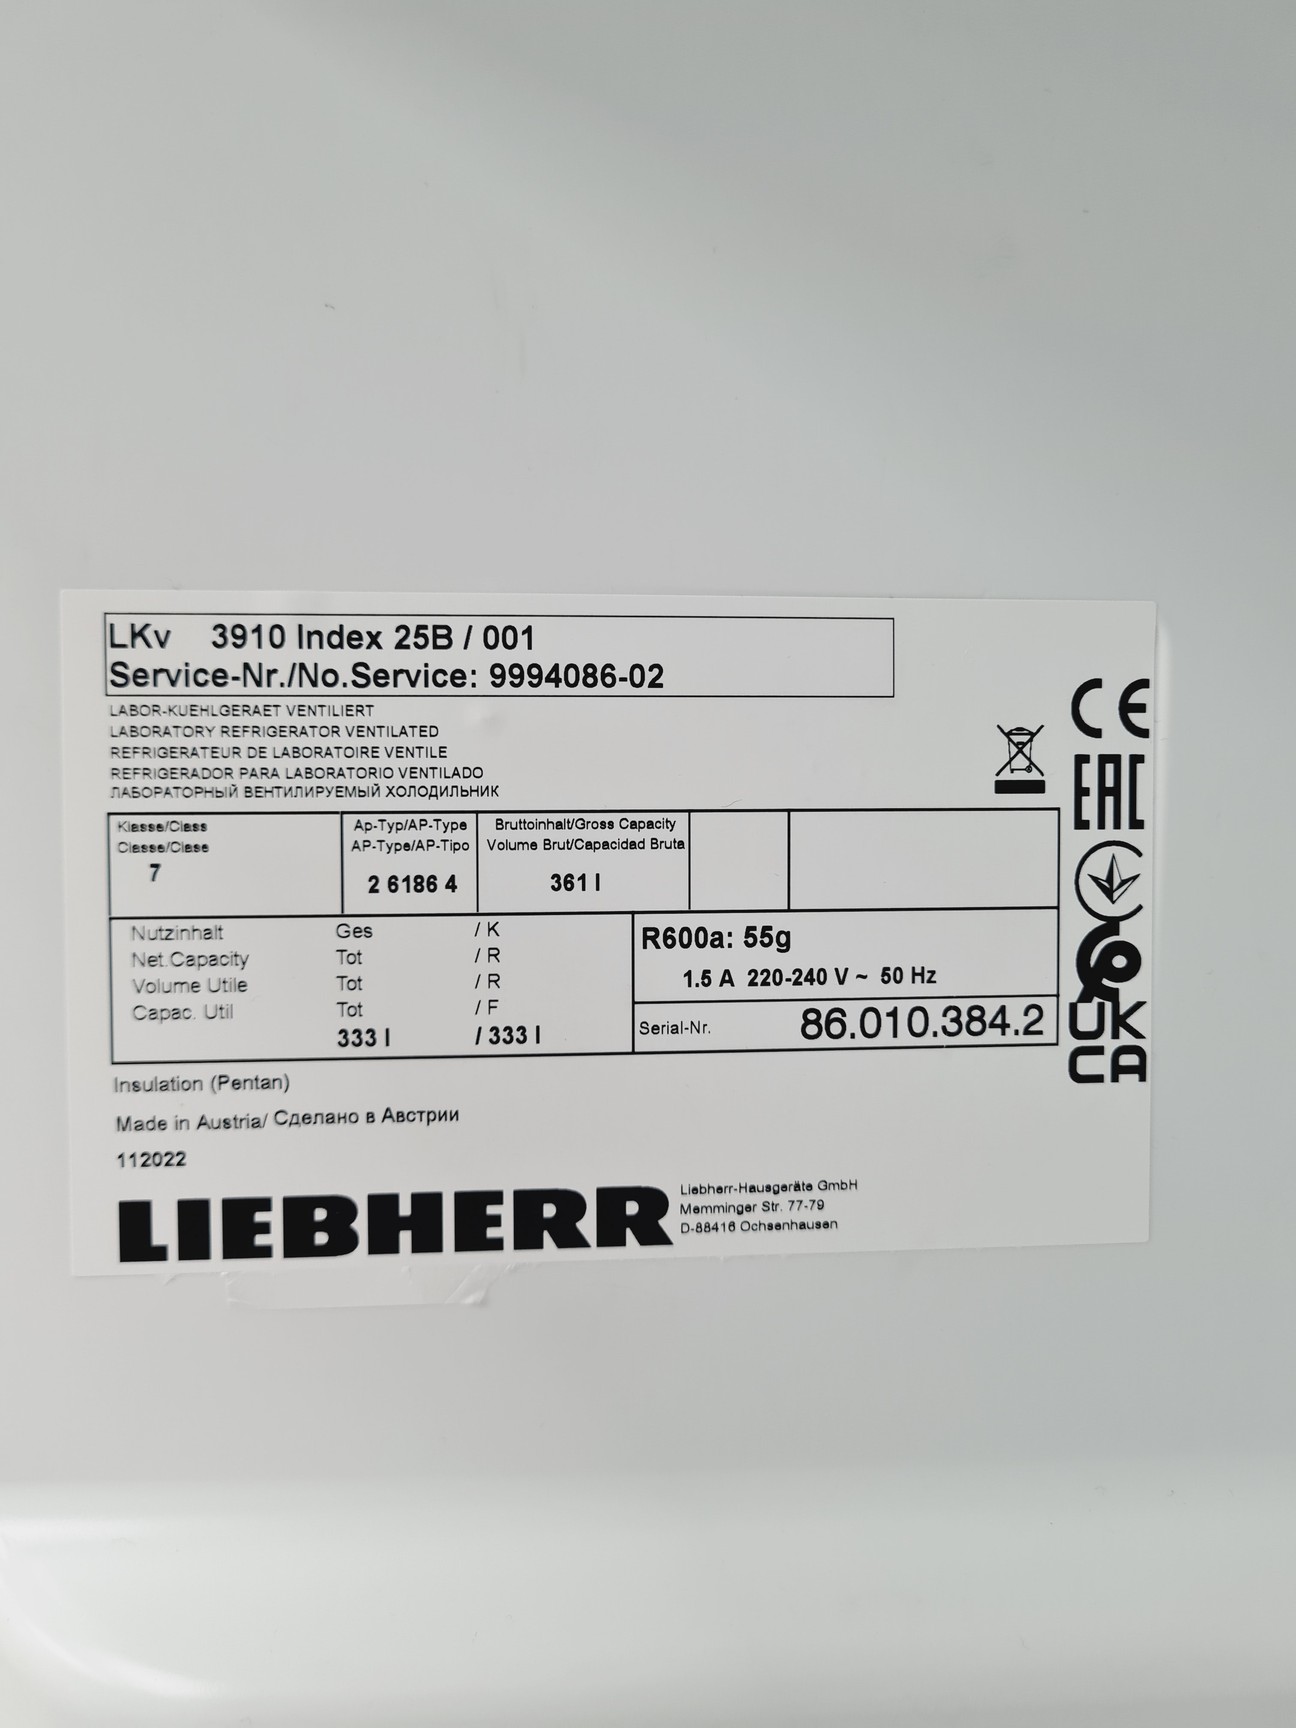 LKv 3910 Index 25B / 001
Service-Nr./No.Service: 9994086-02
LABOR-KUEHLGERAET VENTILIERT
LABORATORY REFRIGERATOR VENTILATED
REFRIGERATEUR DE LABORATOIRE VENTILE
REFRIGERADOR PARA LABORATORIO VENTILADO
ЛАБОРАТОРНЫЙ ВЕНТИЛИРУЕМЫЙ ХОЛОДИЛЬНИК
CE
EAC
UK
CA
Klasse/Class
Classe/Clase
7
Ap-Typ/AP-Type
AP-Type/AP-Tipo
2 6186 4
Bruttoinhalt/Gross Capacity
Volume Brut/Capacidad Bruta
361 l
Nutzinhalt Ges / K
Net Capacity Tot / R
Volume Utile Tot / R
Capac. Util Tot / F
333 l / 333 l
R600a: 55g
1.5 A 220-240 V ~ 50 Hz
Serial-Nr. 86.010.384.2
Insulation (Pentan)
Made in Austria/ Сделано в Австрии
112022
LIEBHERR
Liebherr-Hausgeräte GmbH
Memminger Str. 77-79
D-88416 Ochsenhausen